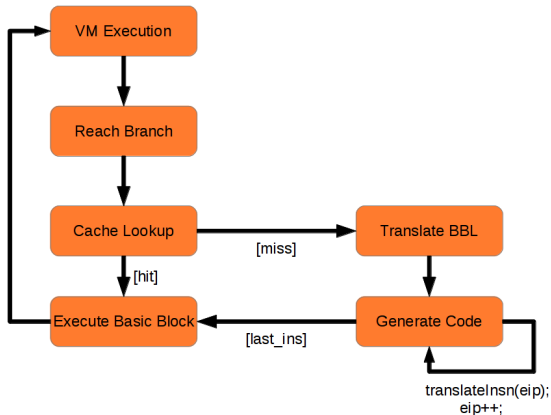 VM Execution
Reach Branch
Cache Lookup
Translate BBL
[miss]
[hit]
Execute Basic Block
Generate Code
[last_ins]
translateInsn(eip);
eip++;